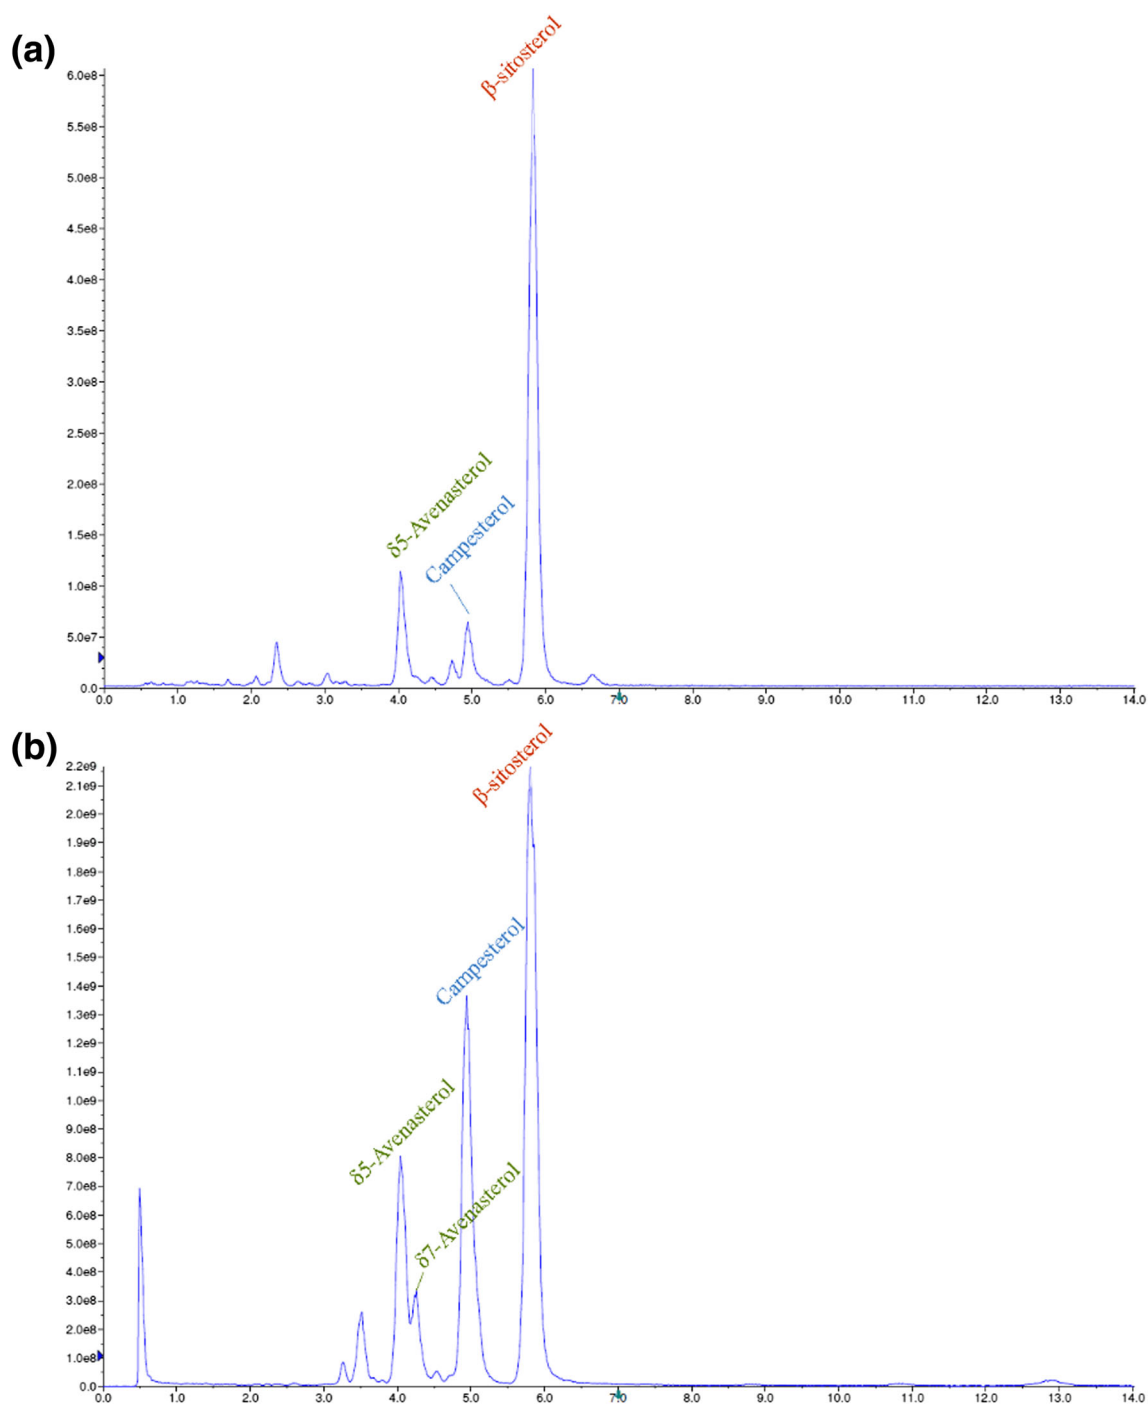 (a)
β-sitosterol
6.0e8
5.5e8
5.0e8
4.5e8
4.0e8
3.5e8
3.0e8
2.5e8
2.0e8
δ5-Avenasterol
1.5e8
Campesterol
1.0e8
5.0e7
0.0
0.0 1.0 2.0 3.0 4.0 5.0 6.0 7.0 8.0 9.0 10.0 11.0 12.0 13.0 14.0
(b)
β-sitosterol
2.2e9
2.1e9
2.0e9
1.9e9
1.8e9
1.7e9
1.6e9
1.5e9
Campesterol
1.4e9
1.3e9
1.2e9
1.1e9
1.0e9
δ5-Avenasterol
9.0e8
8.0e8
7.0e8
6.0e8
δ7-Avenasterol
5.0e8
4.0e8
3.0e8
2.0e8
1.0e8
0.0
0.0 1.0 2.0 3.0 4.0 5.0 6.0 7.0 8.0 9.0 10.0 11.0 12.0 13.0 14.0